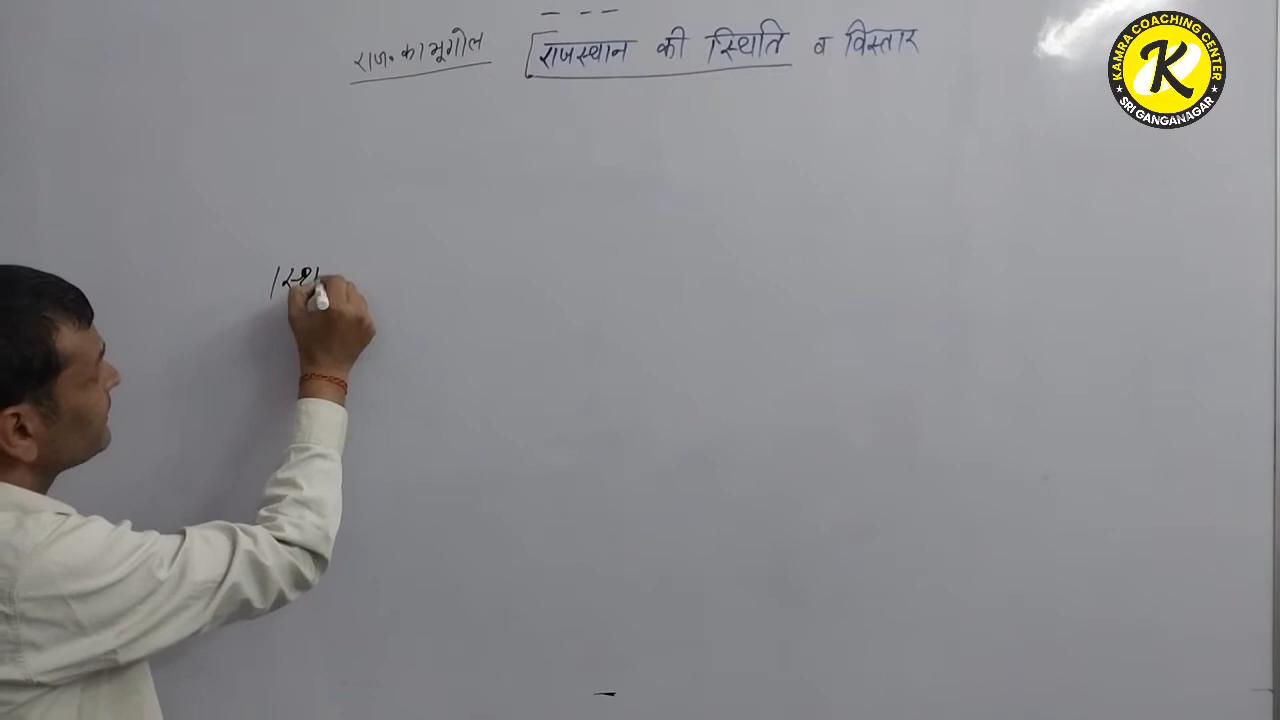 राज. का भूगोल राजस्थान की स्थिति व विस्तार
KAMRA COACHING CENTER
K
SRI GANGANAGAR